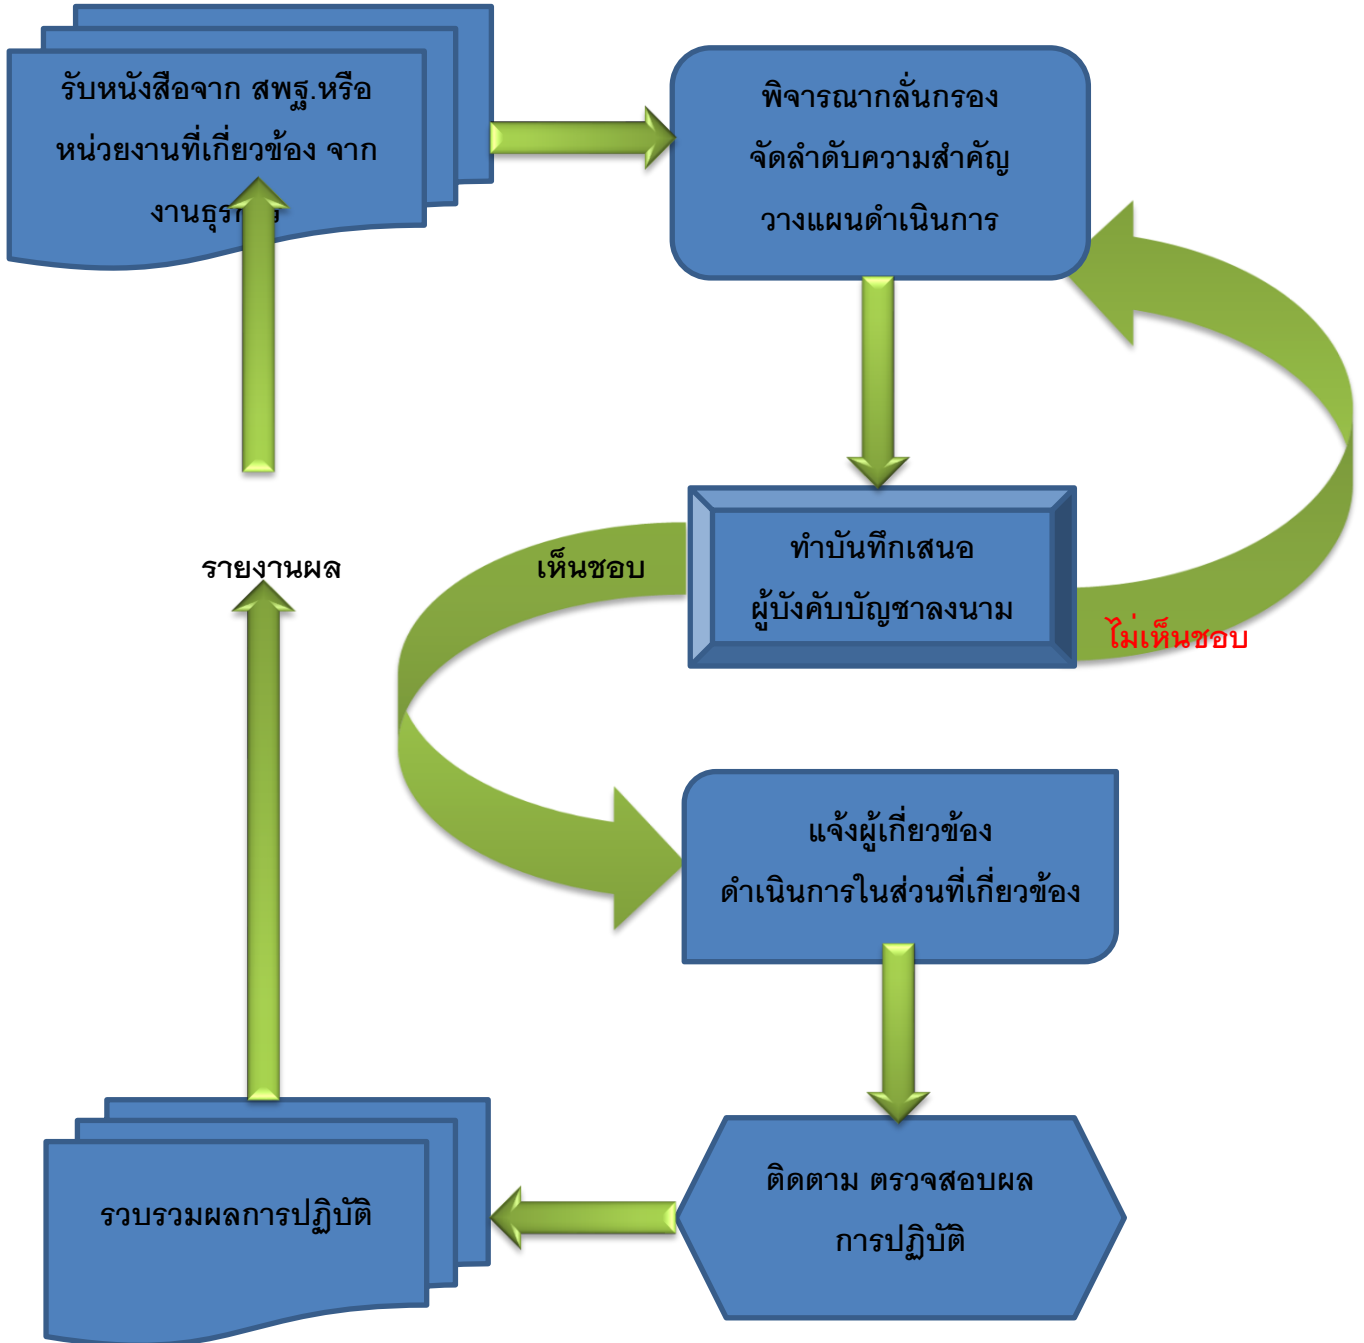 รับหนังสือจาก สพฐ.หรือ
หน่วยงานที่เกี่ยวข้อง จาก
พิจารณากลั่นกรอง
จัดลำดับความสำคัญ
วางแผนดำเนินการ
ทำบันทึกเสนอ
ผู้บังคับบัญชาลงนาม
เห็นชอบ
ไม่เห็นชอบ
แจ้งผู้เกี่ยวข้อง
ดำเนินการในส่วนที่เกี่ยวข้อง
ติดตาม ตรวจสอบผล
การปฏิบัติ
รวบรวมผลการปฏิบัติ
รายงานผล